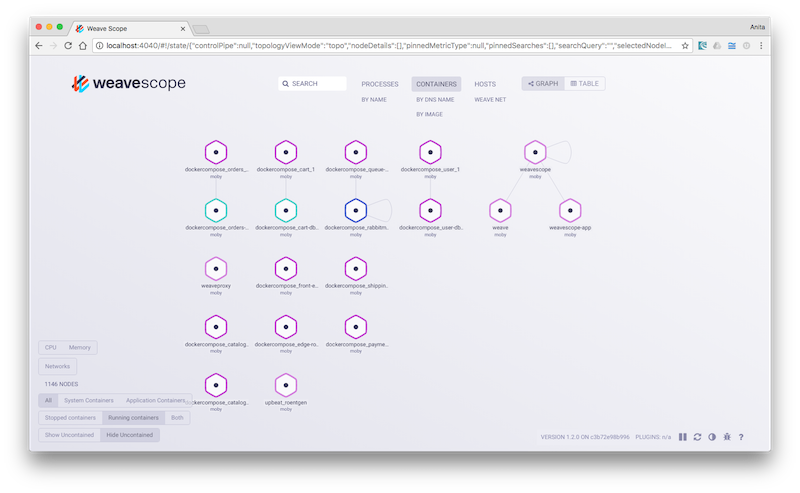 Weave Scope
Anita
localhost:4040/#!/state/{"controlPipe":null,"topologyViewMode":"topo","nodeDetails":[],"pinnedMetricType":null,"pinnedSearches":[],"searchQuery":"","selectedNodeI...
weavescope
SEARCH
PROCESSES CONTAINERS HOSTS GRAPH TABLE
BY NAME BY DNS NAME WEAVE NET
BY IMAGE
dockercompose_orders_... dockercompose_cart_1 dockercompose_queue-... dockercompose_user_1 weavescope
moby moby moby moby moby
dockercompose_orders-... dockercompose_cart-db... dockercompose_rabbitm... dockercompose_user-db... weave weavescope-app
moby moby moby moby moby moby
weaveproxy dockercompose_front-e... dockercompose_shippin...
moby moby moby
dockercompose_catalog... dockercompose_edge-ro... dockercompose_payme...
moby moby moby
dockercompose_catalog... upbeat_roentgen
moby moby
CPU Memory
Networks
1146 NODES
All System Containers Application Containers
Stopped containers Running containers Both
Show Uncontained Hide Uncontained
VERSION 1.2.0 ON c3b72e98b996 PLUGINS: n/a ?